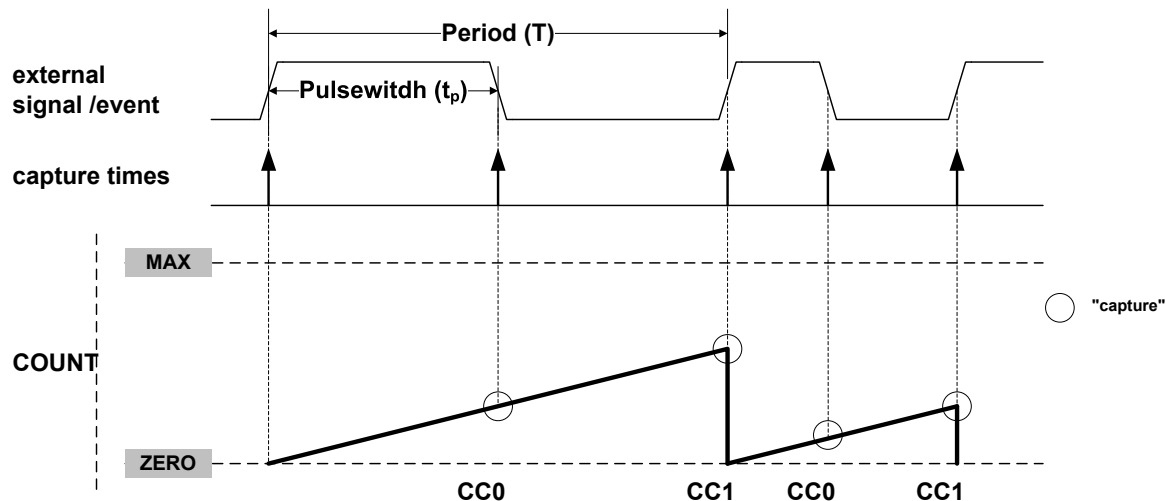 Period (T)
external
signal /event
Pulsewitdh (tp)
capture times
MAX
"capture"
COUNT
ZERO
CC0 CC1 CC0 CC1